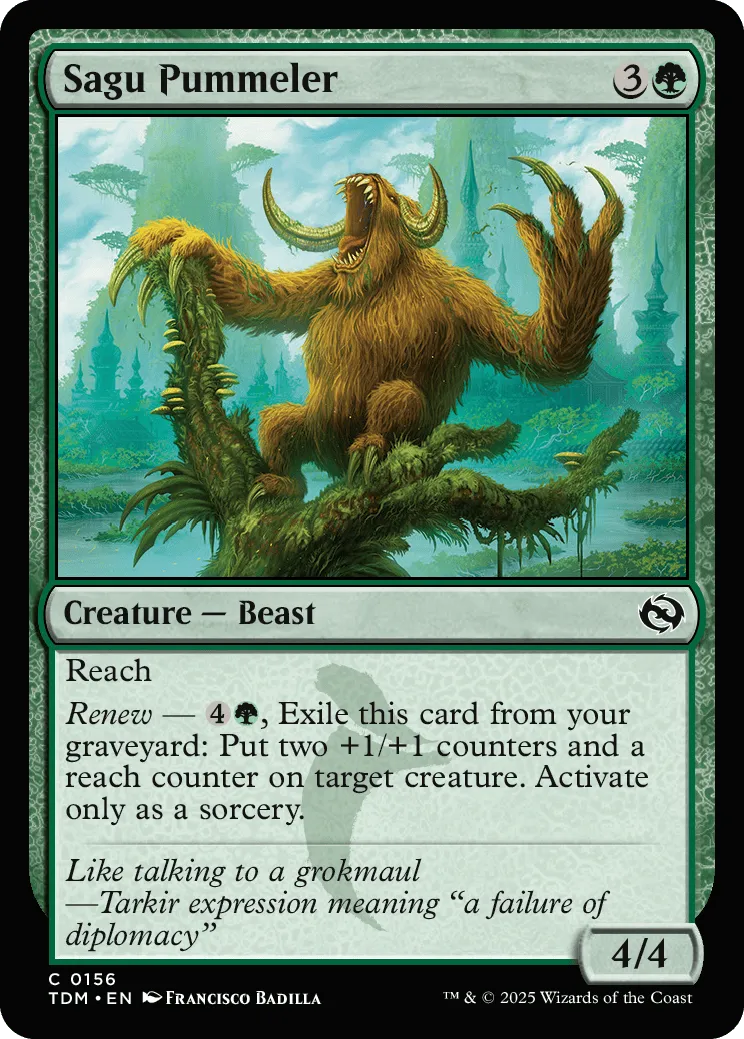 Sagu Pummeler 3
Creature — Beast
Reach
Renew — 4, Exile this card from your
graveyard: Put two +1/+1 counters and a
reach counter on target creature. Activate
only as a sorcery.
Like talking to a grokmaul
—Tarkir expression meaning “a failure of
diplomacy”
4/4
C 0156
TDM • EN Francisco Badilla
™ & © 2025 Wizards of the Coast